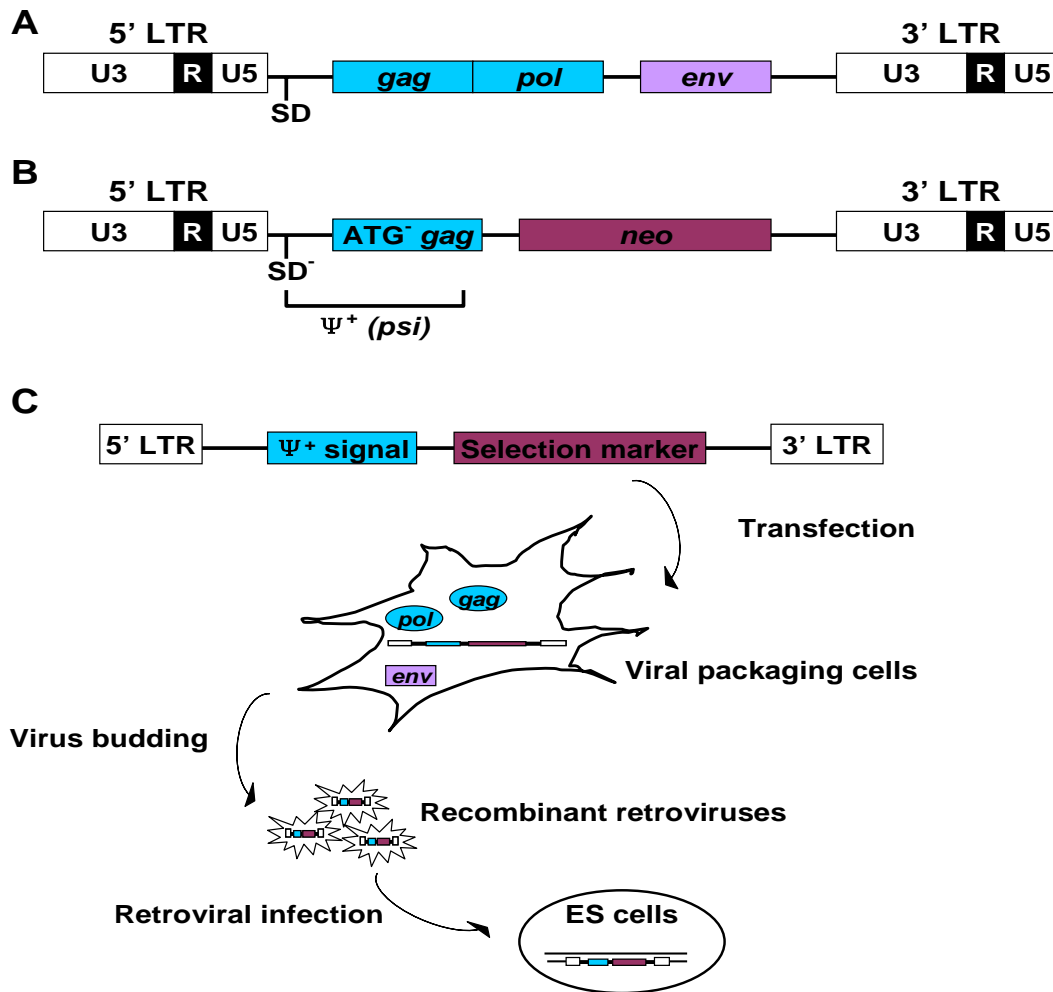 A
5’ LTR 3’ LTR
U3 R U5 gag pol env U3 R U5
SD
B
5’ LTR 3’ LTR
U3 R U5 ATG⁻ gag neo U3 R U5
SD⁻
Ψ⁺ (psi)
C
5’ LTR Ψ⁺ signal Selection marker 3’ LTR
Transfection
gag
pol
Viral packaging cells
env
Virus budding
Recombinant retroviruses
Retroviral infection
ES cells